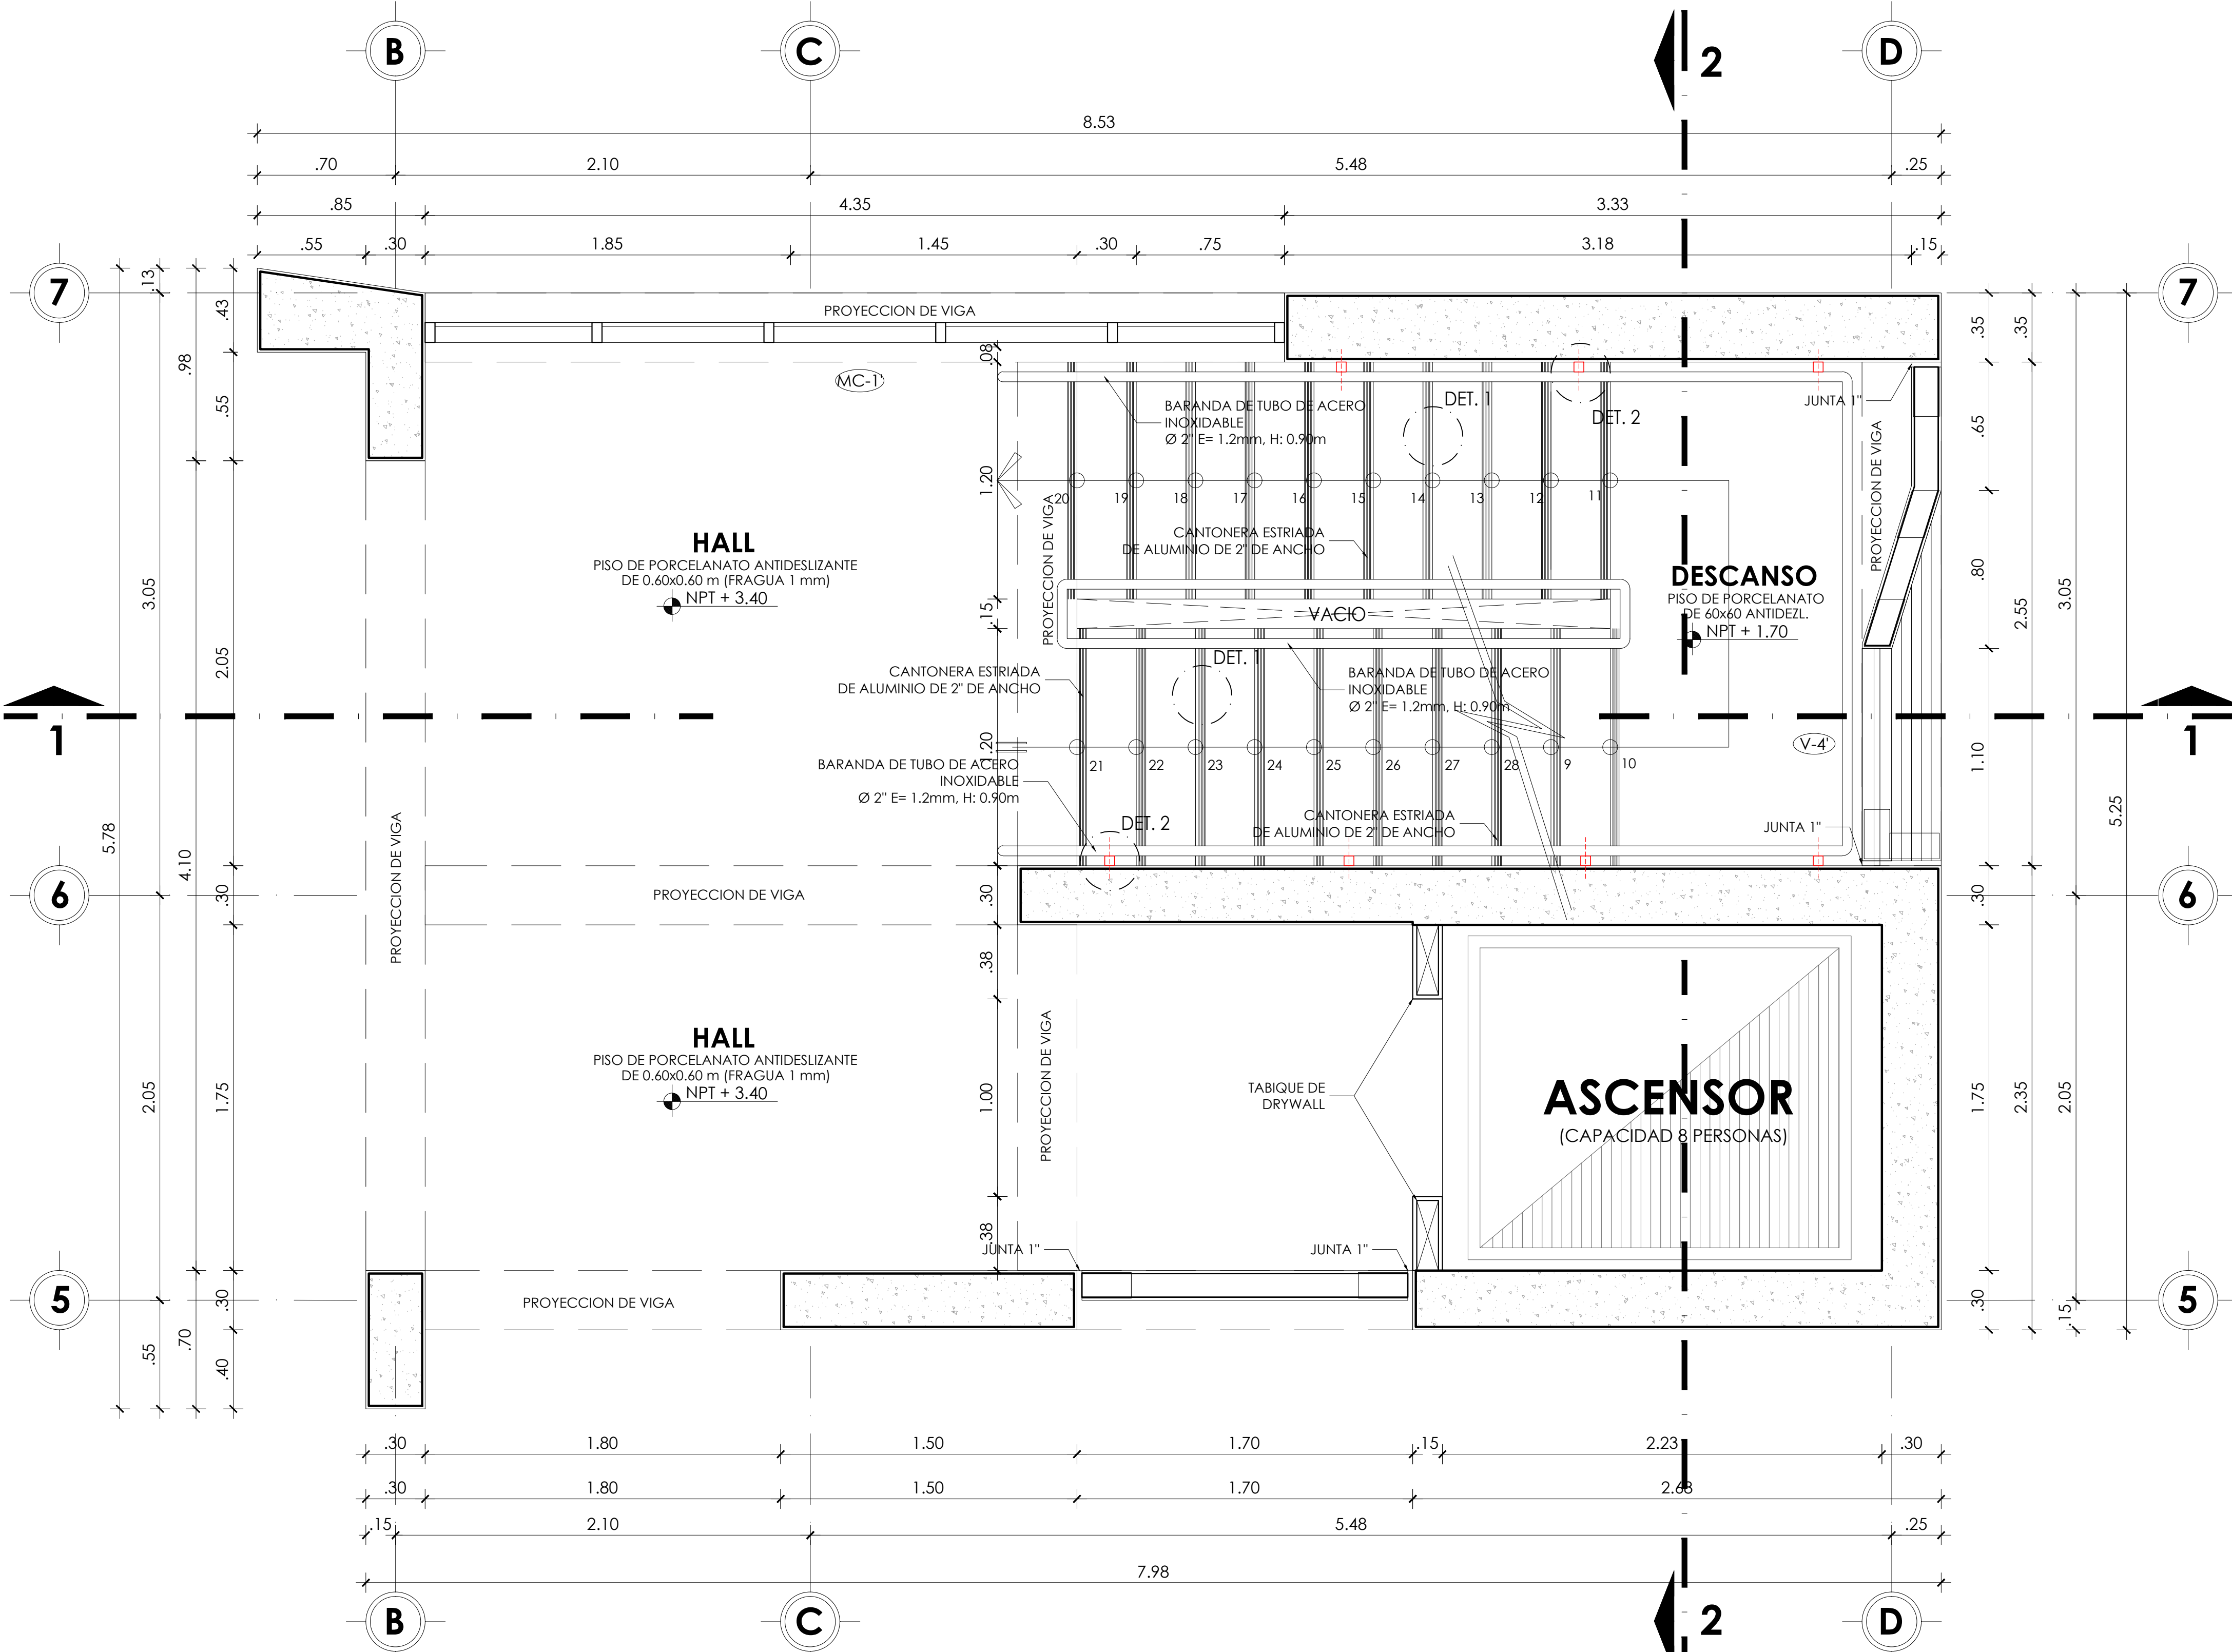 B
C
2
D
8.53
.70
2.10
5.48
.25
.85
4.35
3.33
.55
.30
1.85
1.45
.30
.75
3.18
.15
7
7
.13
.43
.98
.55
3.05
2.05
5.78
4.10
.30
2.05
1.75
.30
.55
.70
.40
PROYECCION DE VIGA
.08
MC-1'
BARANDA DE TUBO DE ACERO
INOXIDABLE
Ø 2" E= 1.2mm, H: 0.90m
DET. 1
DET. 2
JUNTA 1"
.35
.35
.65
1.20
20
19
18
17
16
15
14
13
12
11
PROYECCION DE VIGA
PROYECCION DE VIGA
CANTONERA ESTRIADA
DE ALUMINIO DE 2" DE ANCHO
HALL
PISO DE PORCELANATO ANTIDESLIZANTE
DE 0.60x0.60 m (FRAGUA 1 mm)
NPT + 3.40
DESCANSO
PISO DE PORCELANATO
DE 60x60 ANTIDEZL.
NPT + 1.70
.80
2.55
3.05
.15
VACIO
CANTONERA ESTRIADA
DE ALUMINIO DE 2" DE ANCHO
DET. 1
BARANDA DE TUBO DE ACERO
INOXIDABLE
Ø 2" E= 1.2mm, H: 0.90m
1
1
V-4'
1.20
1.10
21
22
23
24
25
26
27
28
9
10
BARANDA DE TUBO DE ACERO
INOXIDABLE
Ø 2" E= 1.2mm, H: 0.90m
DET. 2
CANTONERA ESTRIADA
DE ALUMINIO DE 2" DE ANCHO
JUNTA 1"
5.25
PROYECCION DE VIGA
6
PROYECCION DE VIGA
.30
.30
6
.38
HALL
PISO DE PORCELANATO ANTIDESLIZANTE
DE 0.60x0.60 m (FRAGUA 1 mm)
NPT + 3.40
1.00
PROYECCION DE VIGA
TABIQUE DE
DRYWALL
ASCENSOR
(CAPACIDAD 8 PERSONAS)
1.75
2.35
2.05
.38
JUNTA 1"
JUNTA 1"
5
PROYECCION DE VIGA
.30
.15
5
.30
1.80
1.50
1.70
.15
2.23
.30
.30
1.80
1.50
1.70
2.68
.15
2.10
5.48
.25
7.98
B
C
2
D